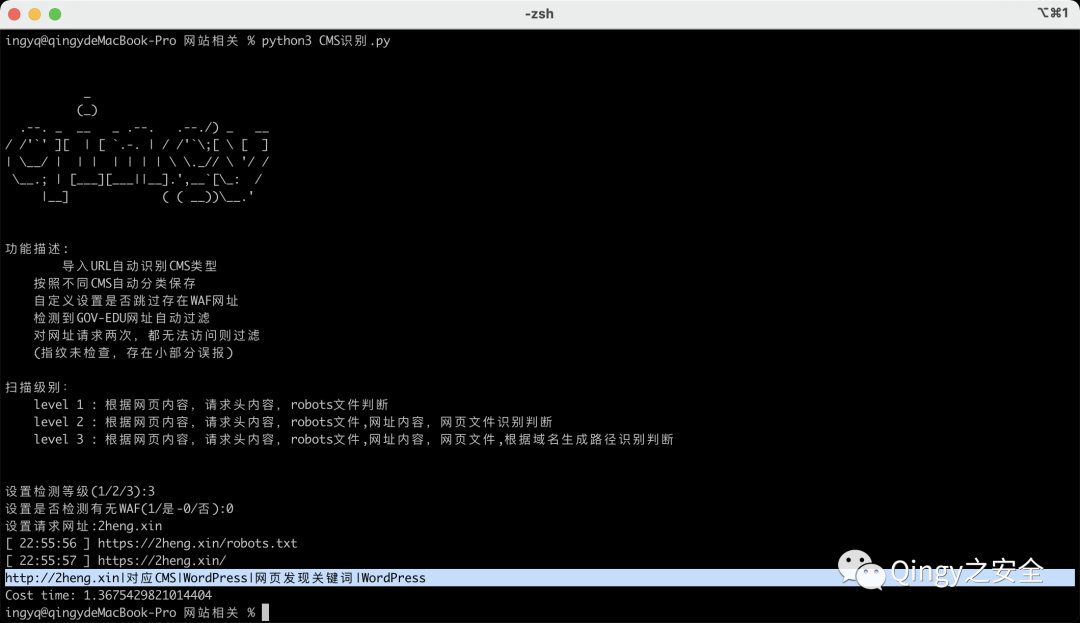 -zsh
⌥⌘1
ingyq@qingydeMacBook-Pro 网站相关 % python3 CMS识别.py
功能描述:
导入URL自动识别CMS类型
按照不同CMS自动分类保存
自定义设置是否跳过存在WAF网址
检测到GOV-EDU网址自动过滤
对网址请求两次, 都无法访问则过滤
(指纹未检查, 存在小部分误报)
扫描级别:
level 1 : 根据网页内容, 请求头内容, robots文件判断
level 2 : 根据网页内容, 请求头内容, robots文件,网址内容, 网页文件识别判断
level 3 : 根据网页内容, 请求头内容, robots文件,网址内容, 网页文件,根据域名生成路径识别判断
设置检测等级(1/2/3):3
设置是否检测有无WAF(1/是-0/否):0
设置请求网址:2heng.xin
[ 22:55:56 ] https://2heng.xin/robots.txt
[ 22:55:57 ] https://2heng.xin/
http://2heng.xin|对应CMS|WordPress|网页发现关键词|WordPress
Qingy之安全
Cost time: 1.3675429821014404
ingyq@qingydeMacBook-Pro 网站相关 %